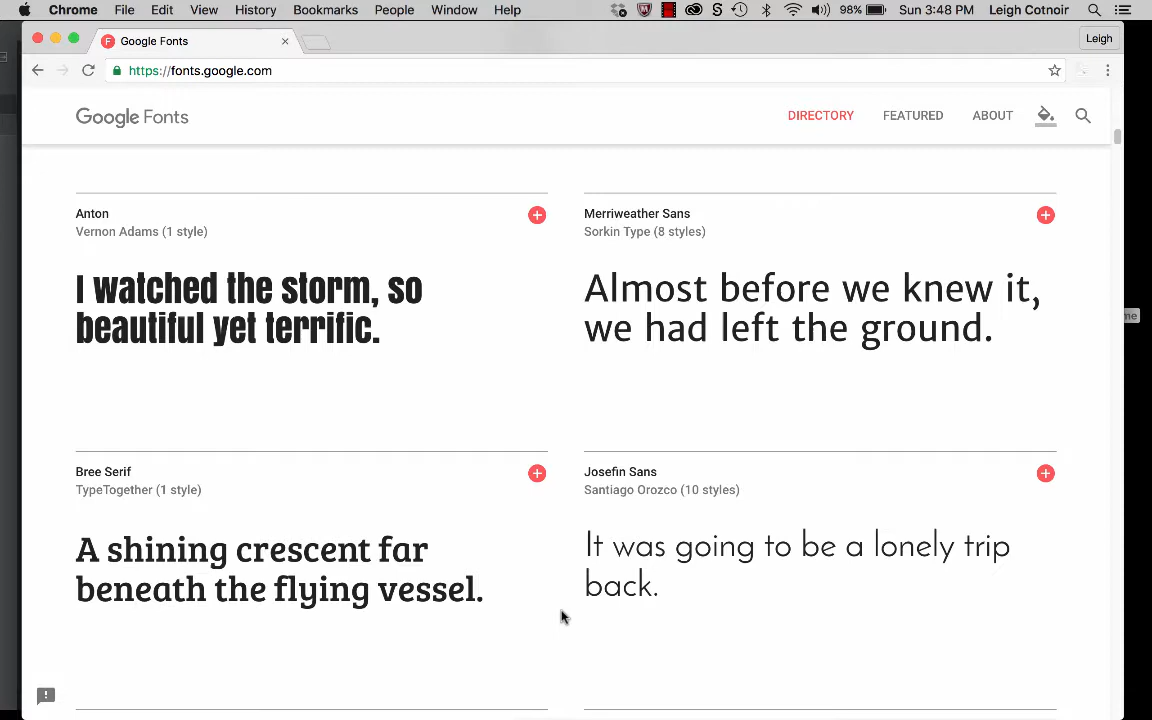 Chrome File Edit View History Bookmarks People Window Help 98% Sun 3:48 PM Leigh Cotnoir
Google Fonts Leigh
https://fonts.google.com
Google Fonts DIRECTORY FEATURED ABOUT
Anton
Vernon Adams (1 style)
I watched the storm, so
beautiful yet terrific.
Merriweather Sans
Sorkin Type (8 styles)
Almost before we knew it,
we had left the ground.
me
Bree Serif
TypeTogether (1 style)
A shining crescent far
beneath the flying vessel.
Josefin Sans
Santiago Orozco (10 styles)
It was going to be a lonely trip
back.